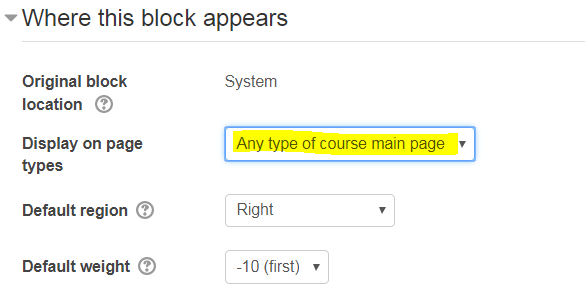 Where this block appears
Original block System
location
Display on page Any type of course main page
types
Default region Right
Default weight -10 (first)